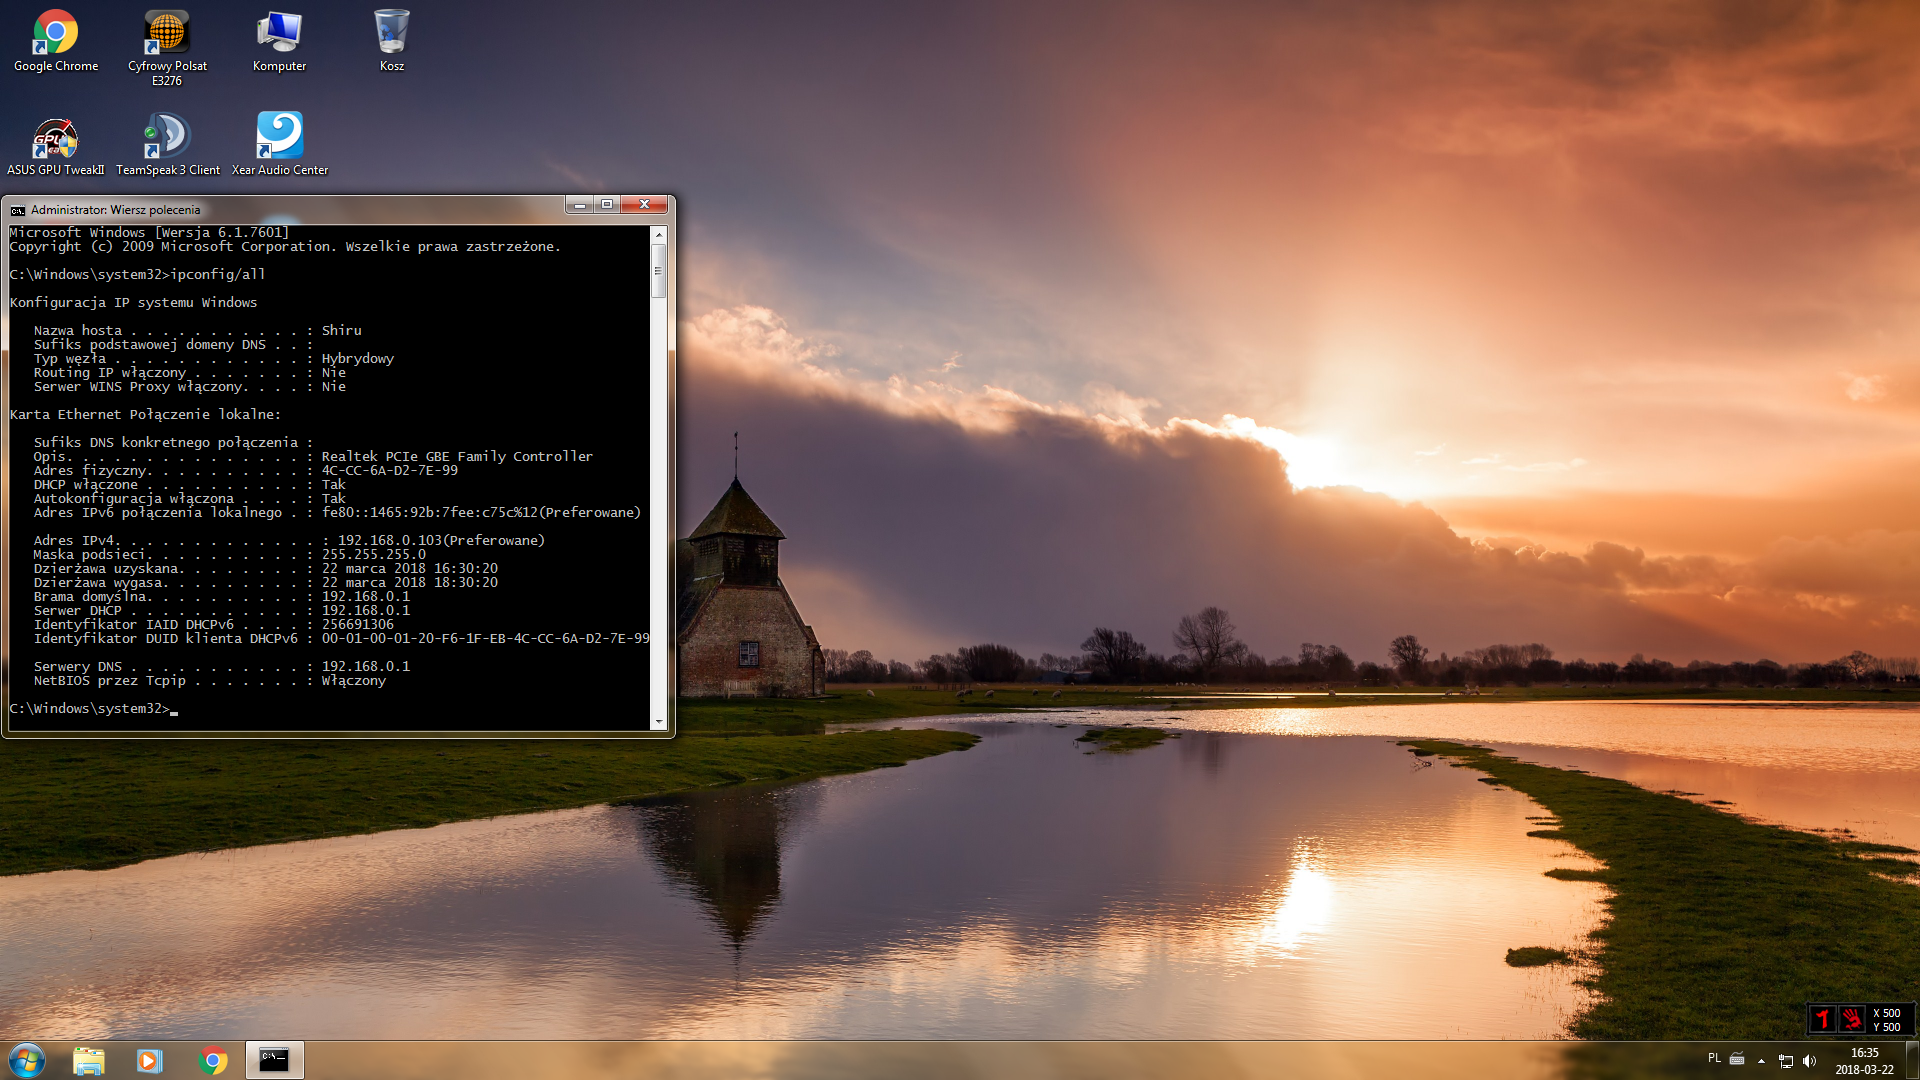 Google Chrome
Cyfrowy Polsat
E3276
Komputer
Kosz
ASUS GPU TweakII
TeamSpeak 3 Client
Xear Audio Center
Administrator: Wiersz polecenia
Microsoft Windows [Wersja 6.1.7601]
Copyright (c) 2009 Microsoft Corporation. Wszelkie prawa zastrzeżone.
C:\Windows\system32>ipconfig/all
Konfiguracja IP systemu Windows
Nazwa hosta . . . . . . . . . . . : Shiru
Sufiks podstawowej domeny DNS . . :
Typ węzła . . . . . . . . . . . . : Hybrydowy
Routing IP włączony . . . . . . . : Nie
Serwer WINS Proxy włączony. . . . : Nie
Karta Ethernet Połączenie lokalne:
Sufiks DNS konkretnego połączenia :
Opis. . . . . . . . . . . . . . . : Realtek PCIe GBE Family Controller
Adres fizyczny. . . . . . . . . . : 4C-CC-6A-D2-7E-99
DHCP włączone . . . . . . . . . . : Tak
Autokonfiguracja włączona . . . . : Tak
Adres IPv6 połączenia lokalnego . : fe80::1465:92b:7fee:c75c%12(Preferowane)
Adres IPv4. . . . . . . . . . . . . : 192.168.0.103(Preferowane)
Maska podsieci. . . . . . . . . . : 255.255.255.0
Dzierżawa uzyskana. . . . . . . . : 22 marca 2018 16:30:20
Dzierżawa wygasa. . . . . . . . . : 22 marca 2018 18:30:20
Brama domyślna. . . . . . . . . . : 192.168.0.1
Serwer DHCP . . . . . . . . . . . : 192.168.0.1
Identyfikator IAID DHCPv6 . . . . : 256691306
Identyfikator DUID klienta DHCPv6 : 00-01-00-01-20-F6-1F-EB-4C-CC-6A-D2-7E-99
Serwery DNS . . . . . . . . . . . : 192.168.0.1
NetBIOS przez Tcpip . . . . . . . : Włączony
C:\Windows\system32>_
X 500
Y 500
PL
16:35
2018-03-22